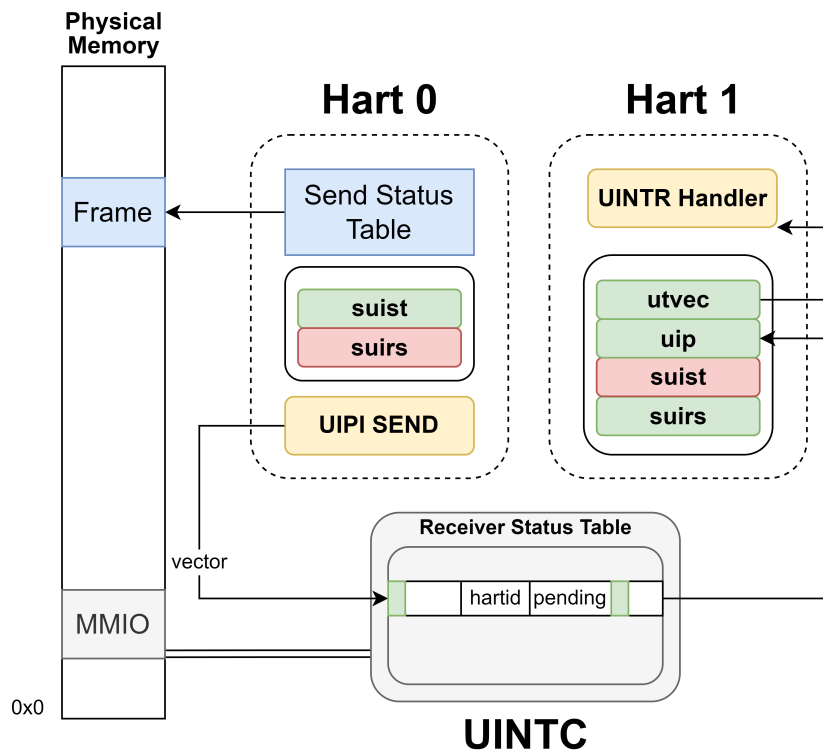 Physical
Memory
Hart 0
Hart 1
Frame
Send Status
Table
UINTR Handler
suist
suirs
utvec
uip
suist
suirs
UIPI SEND
Receiver Status Table
vector
hartid
pending
MMIO
0x0
UINTC